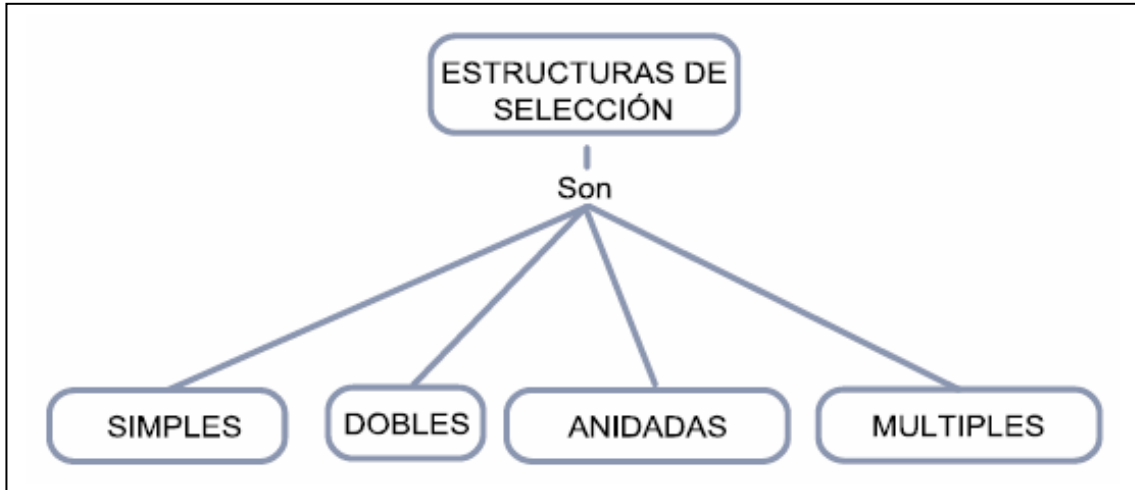 ESTRUCTURAS DE
SELECCIÓN
Son
SIMPLES
DOBLES
ANIDADAS
MULTIPLES